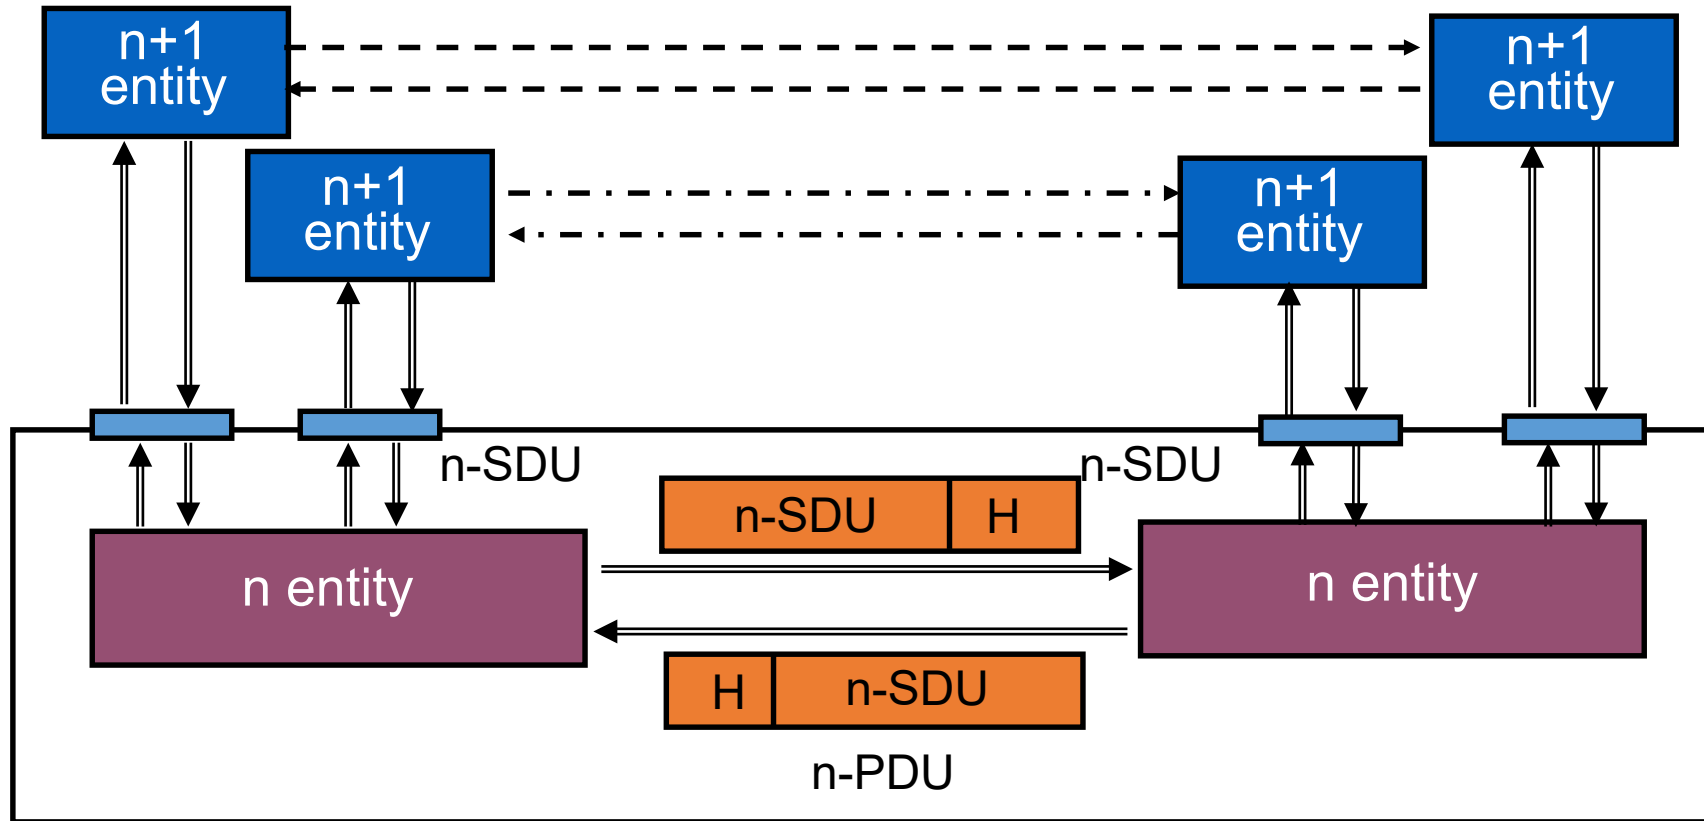 n+1
entity
n+1
entity
n+1
entity
n+1
entity
n-SDU
n-SDU
n-SDU H
n entity
n entity
H n-SDU
n-PDU